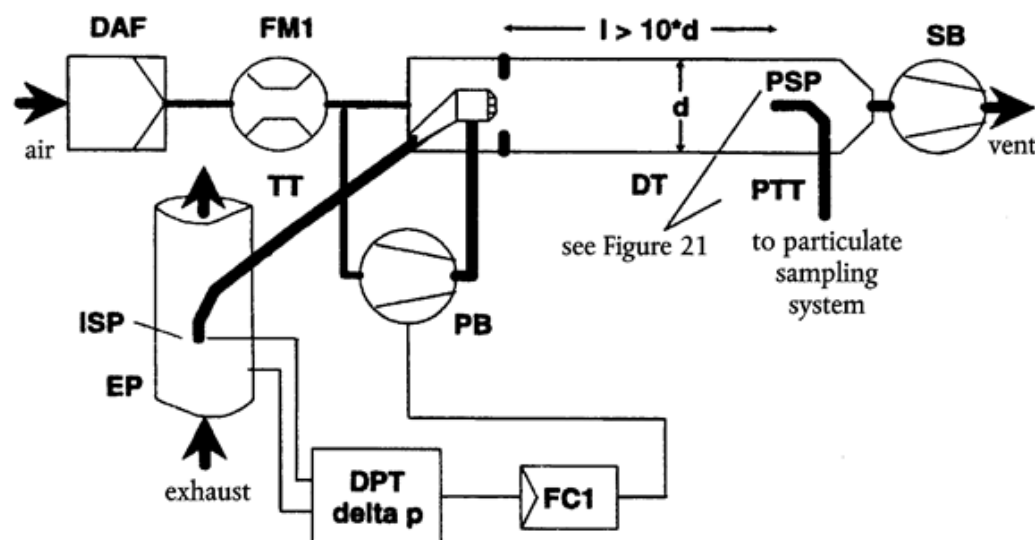 DAF
FM1
l > 10*d
SB
air
d
PSP
vent
TT
DT
PTT
see Figure 21
to particulate
sampling
system
ISP
PB
EP
exhaust
DPT
delta p
FC1